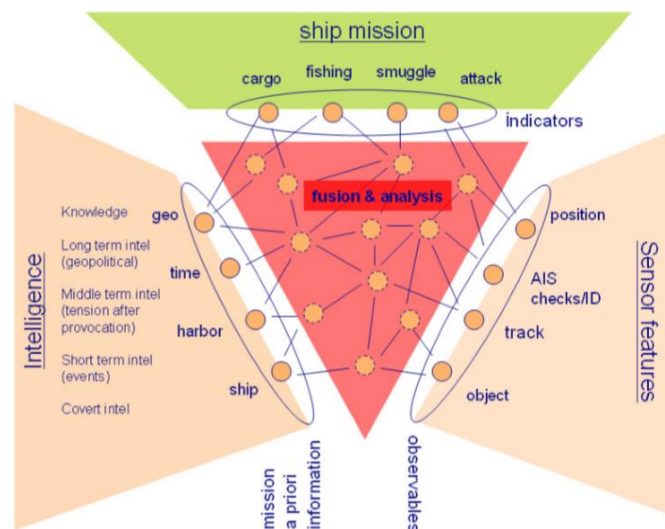 ship mission
cargo
fishing
smuggle
attack
indicators
fusion & analysis
Intelligence
Knowledge
Long term intel
(geopolitical)
Middle term intel
(tension after
provocation)
Short term intel
(events)
Covert intel
geo
time
harbor
ship
position
AIS
checks/ID
track
object
Sensor features
mission
a priori
information
observables